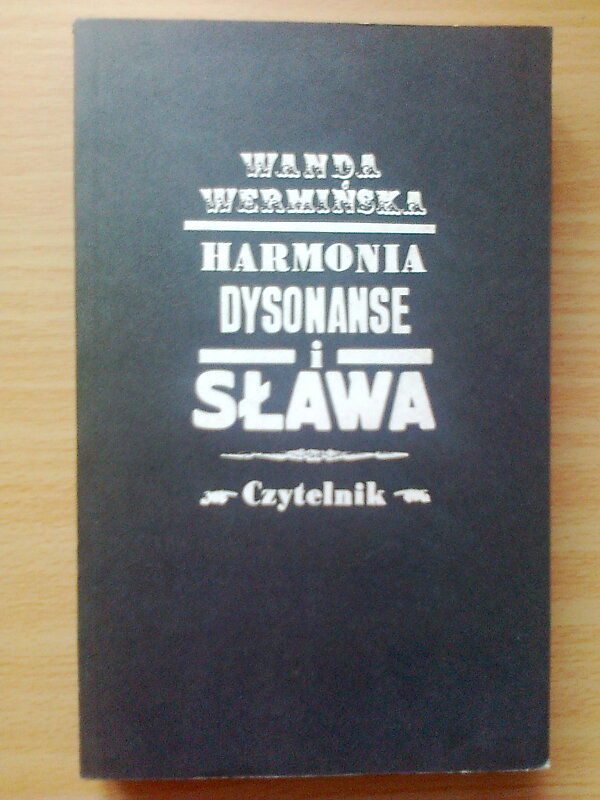 WANDA
WERMIŃSKA
HARMONIA
DYSONANSE
i
SŁAWA
Czytelnik